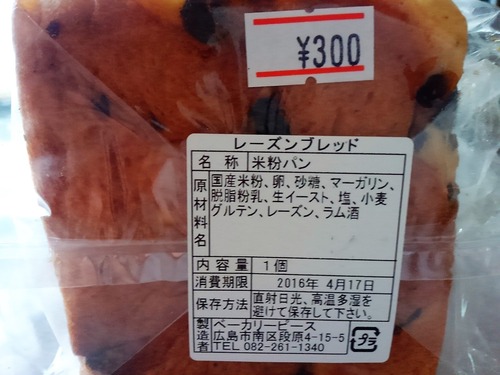 ¥300
レーズンブレッド
名称 米粉パン
原材料名 国産米粉、卵、砂糖、マーガリン、
脱脂粉乳、生イースト、塩、小麦
グルテン、レーズン、ラム酒
内容量 1個
消費期限 2016年 4月17日
保存方法 直射日光、高温多湿を
避けて保存して下さい。
製造者 ベーカリーピース
広島市南区段原4-15-5
TEL 082-261-1340
プラ